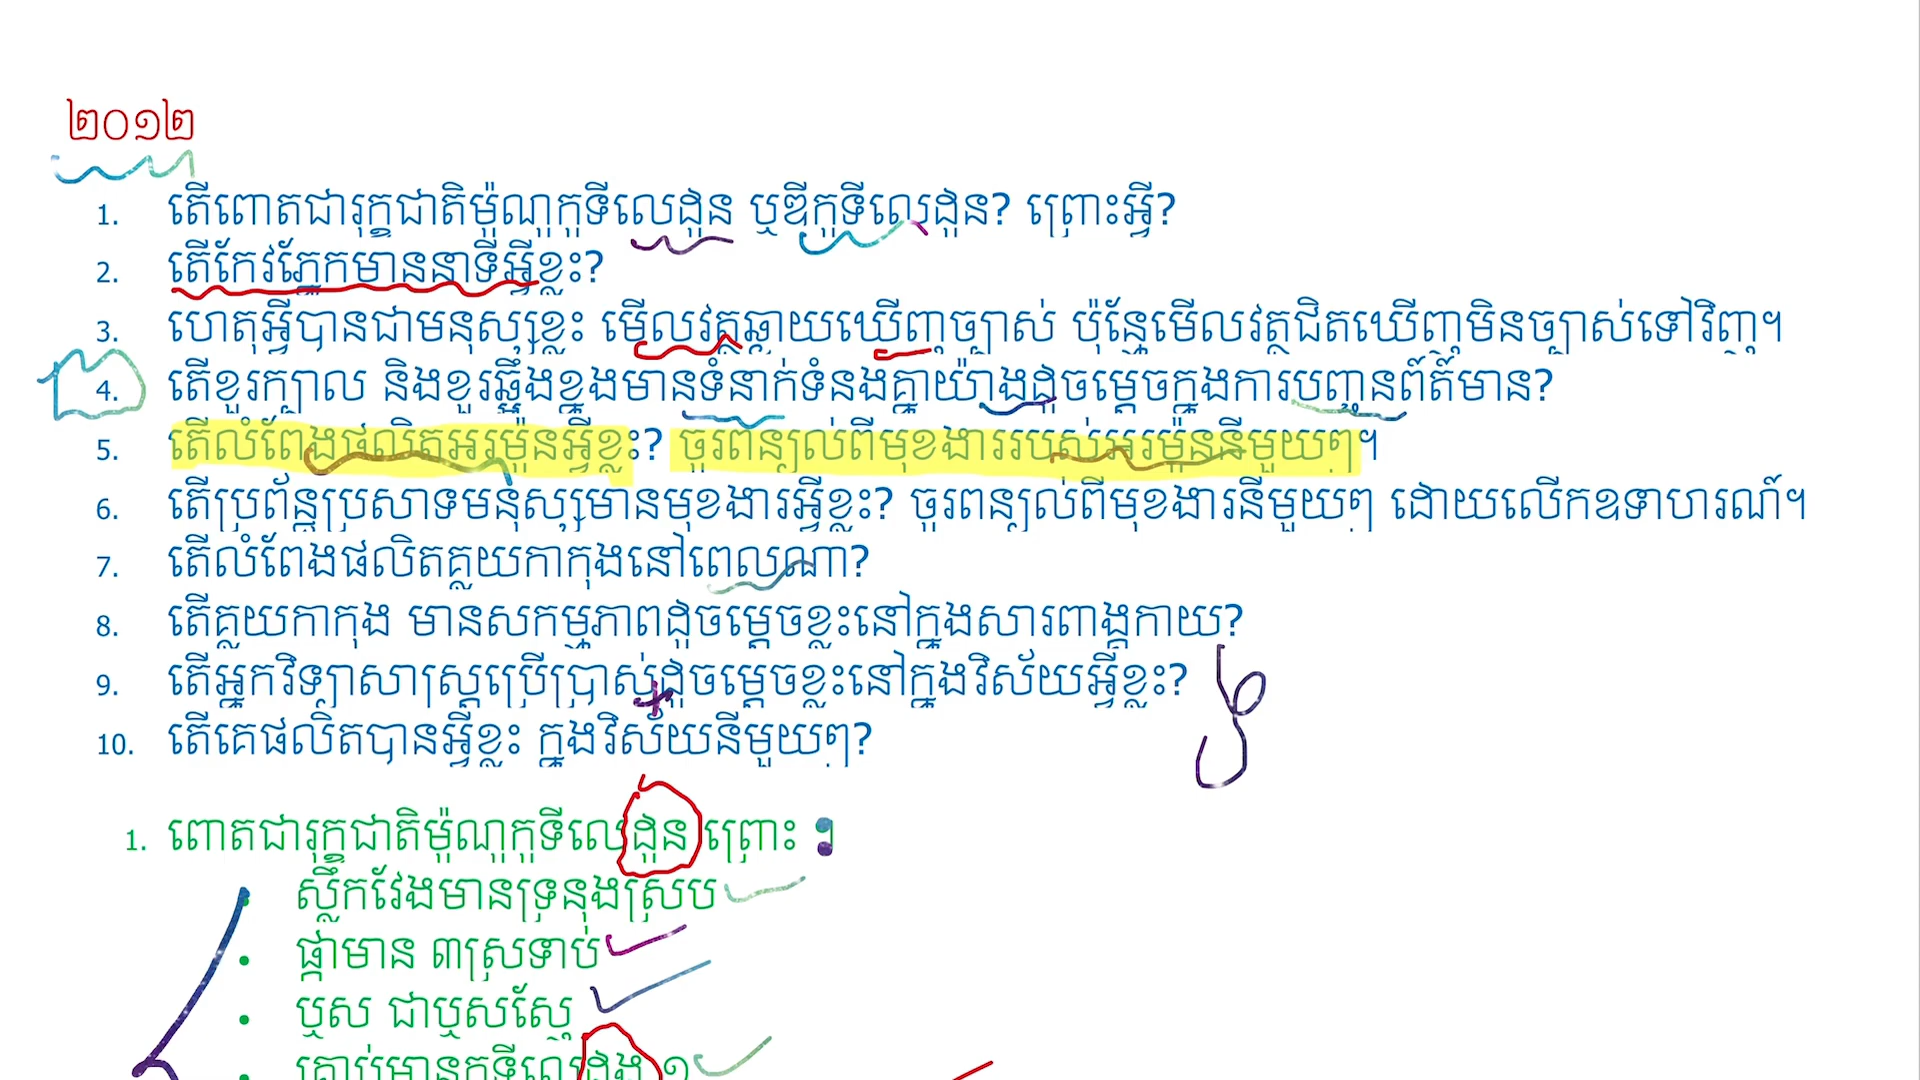 ២០១២
1. តើពោតជារុក្ខជាតិម៉ូណូកូទីលេដូន ឬឌីកូទីលេដូន? ព្រោះអ្វី?
2. តើកែវភ្នែកមាននាទីអ្វីខ្លះ?
3. ហេតុអ្វីបានជាមនុស្សខ្លះ មើលវត្ថុឆ្ងាយឃើញច្បាស់ ប៉ុន្តែមើលវត្ថុជិតឃើញមិនច្បាស់ទៅវិញ។
4. តើខួរក្បាល និងខួរឆ្អឹងខ្នងមានទំនាក់ទំនងគ្នាយ៉ាងដូចម្ដេចក្នុងការបញ្ជូនព័ត៌មាន?
5. តើលំពែងផលិតអរម៉ូនអ្វីខ្លះ? ចូរពន្យល់ពីមុខងាររបស់អរម៉ូននីមួយៗ។
6. តើប្រព័ន្ធប្រសាទមនុស្សមានមុខងារអ្វីខ្លះ? ចូរពន្យល់ពីមុខងារនីមួយៗ ដោយលើកឧទាហរណ៍។
7. តើលំពែងផលិតគ្លុយកាកុងនៅពេលណា?
8. តើគ្លុយកាកុង មានសកម្មភាពដូចម្ដេចខ្លះនៅក្នុងសារពាង្គកាយ?
9. តើអ្នកវិទ្យាសាស្ត្រប្រើប្រាស់ដូចម្ដេចខ្លះនៅក្នុងវិស័យអ្វីខ្លះ?
10. តើគេផលិតបានអ្វីខ្លះ ក្នុងវិស័យនីមួយៗ?
1. ពោតជារុក្ខជាតិម៉ូណូកូទីលេដូន ព្រោះ ៖
• ស្លឹកវែងមានទ្រនុងស្រប
• ផ្កាមាន ៣ស្រទាប់
• ឬស ជាឬសស្មែ
• គ្រាប់មានកូទីលេដុង ១